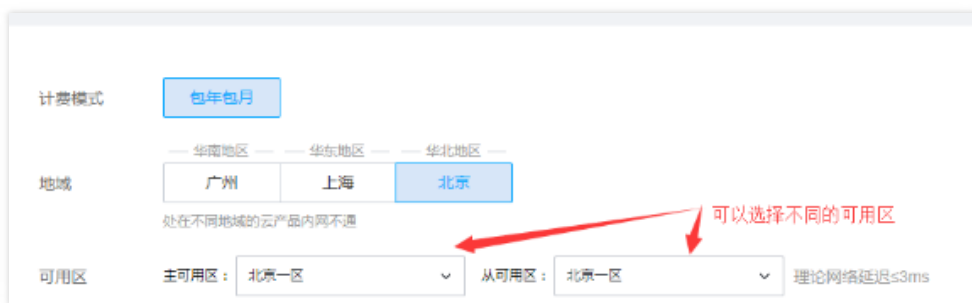 计费模式 包年包月
华南地区 华东地区 华北地区
地域 广州 上海 北京
处在不同地域的云产品内网不通
可以选择不同的可用区
可用区 主可用区： 北京一区 从可用区： 北京一区 理论网络延迟≤3ms